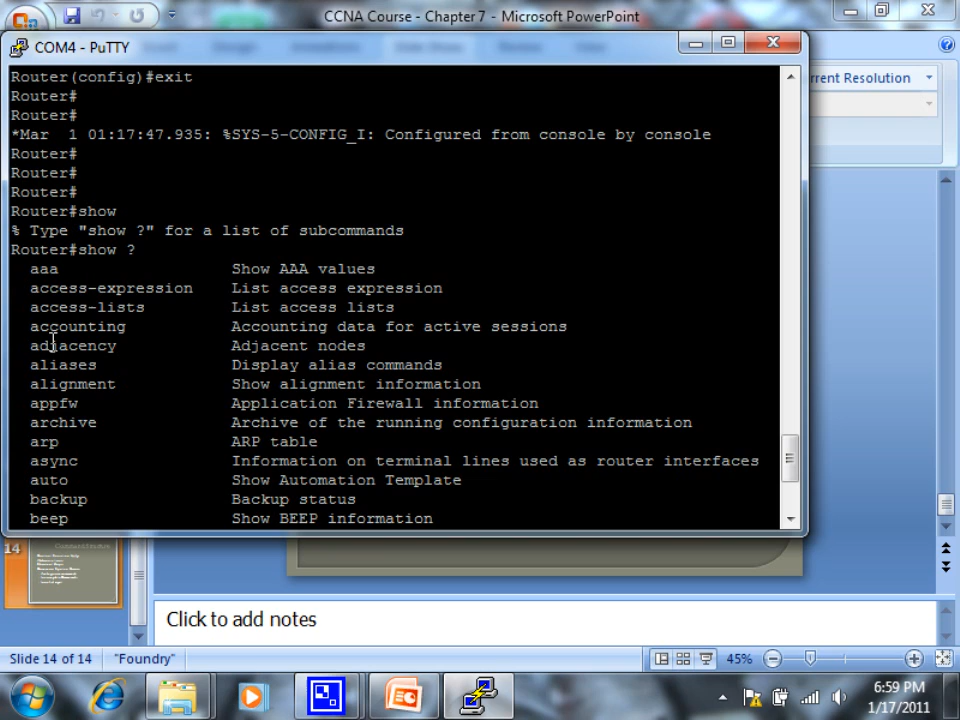 CCNA Course - Chapter 7 - Microsoft PowerPoint
COM4 - PuTTY
rrent Resolution
Router(config)#exit
Router#
Router#
*Mar  1 01:17:47.935: %SYS-5-CONFIG_I: Configured from console by console
Router#
Router#
Router#
Router#show
% Type "show ?" for a list of subcommands
Router#show ?
aaa Show AAA values
access-expression List access expression
access-lists List access lists
accounting Accounting data for active sessions
adjacency Adjacent nodes
aliases Display alias commands
alignment Show alignment information
appfw Application Firewall information
archive Archive of the running configuration information
arp ARP table
async Information on terminal lines used as router interfaces
auto Show Automation Template
backup Backup status
beep Show BEEP information
14
Click to add notes
Slide 14 of 14 "Foundry" 45%
6:59 PM
1/17/2011